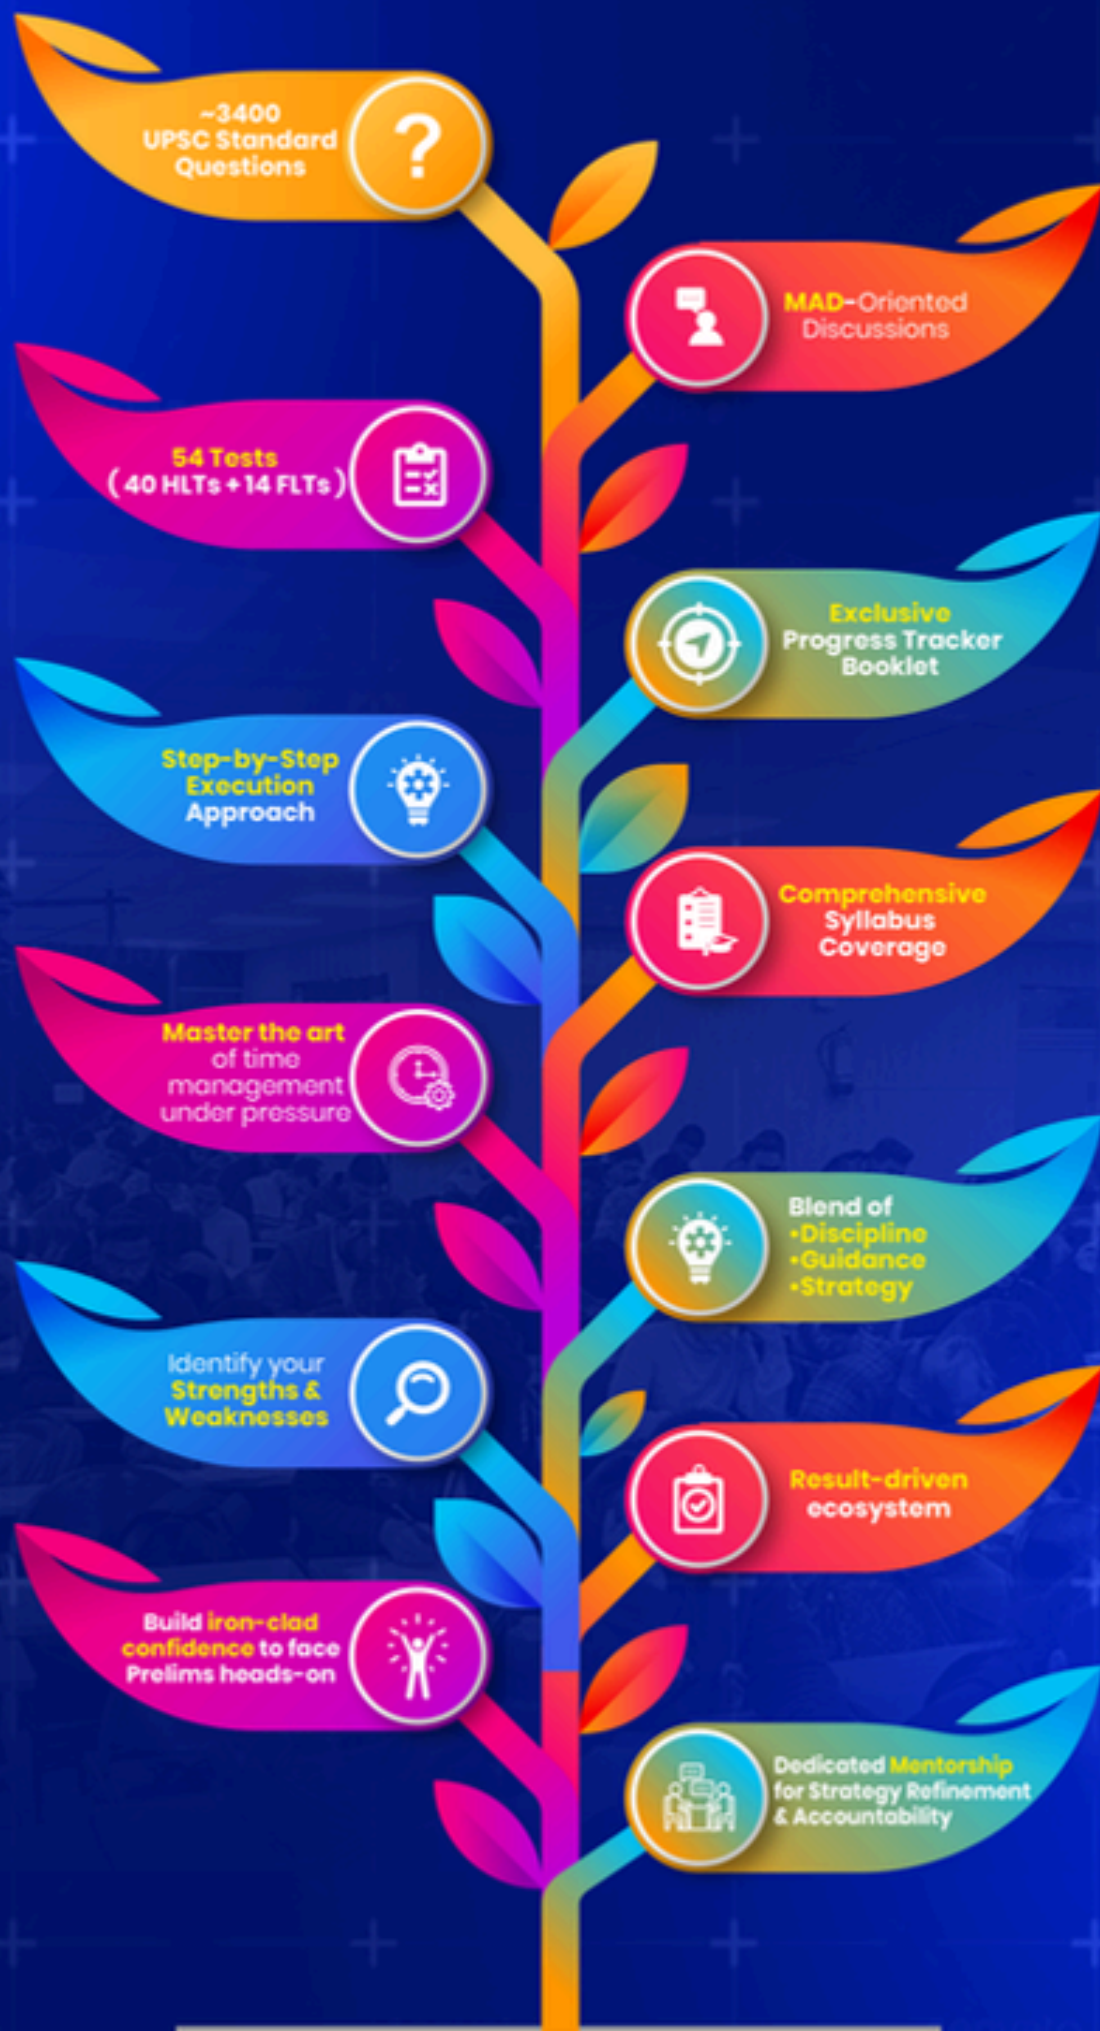 ~3400
UPSC Standard
Questions
MAD-Oriented
Discussions
54 Tests
( 40 HLTs + 14 FLTs )
Exclusive
Progress Tracker
Booklet
Step-by-Step
Execution
Approach
Comprehensive
Syllabus
Coverage
Master the art
of time
management
under pressure
Blend of
•Discipline
•Guidance
•Strategy
Identify your
Strengths &
Weaknesses
Result-driven
ecosystem
Build iron-clad
confidence to face
Prelims heads-on
Dedicated Mentorship
for Strategy Refinement
& Accountability